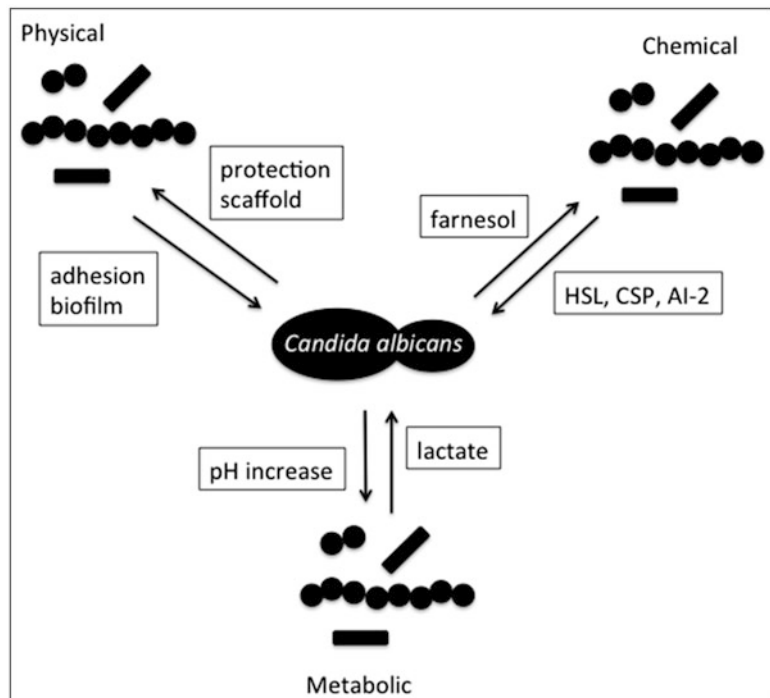 Physical
Chemical
protection
scaffold
farnesol
adhesion
biofilm
HSL, CSP, AI-2
Candida albicans
pH increase
lactate
Metabolic